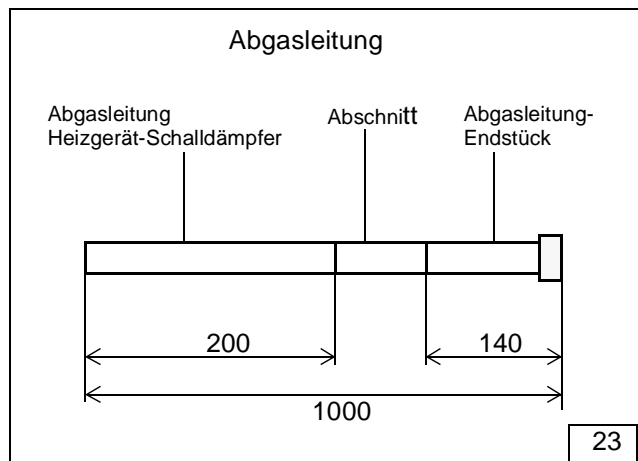 Abgasleitung
Abgasleitung
Heizgerät-Schalldämpfer
Abschnitt
Abgasleitung-
Endstück
200
140
1000
23